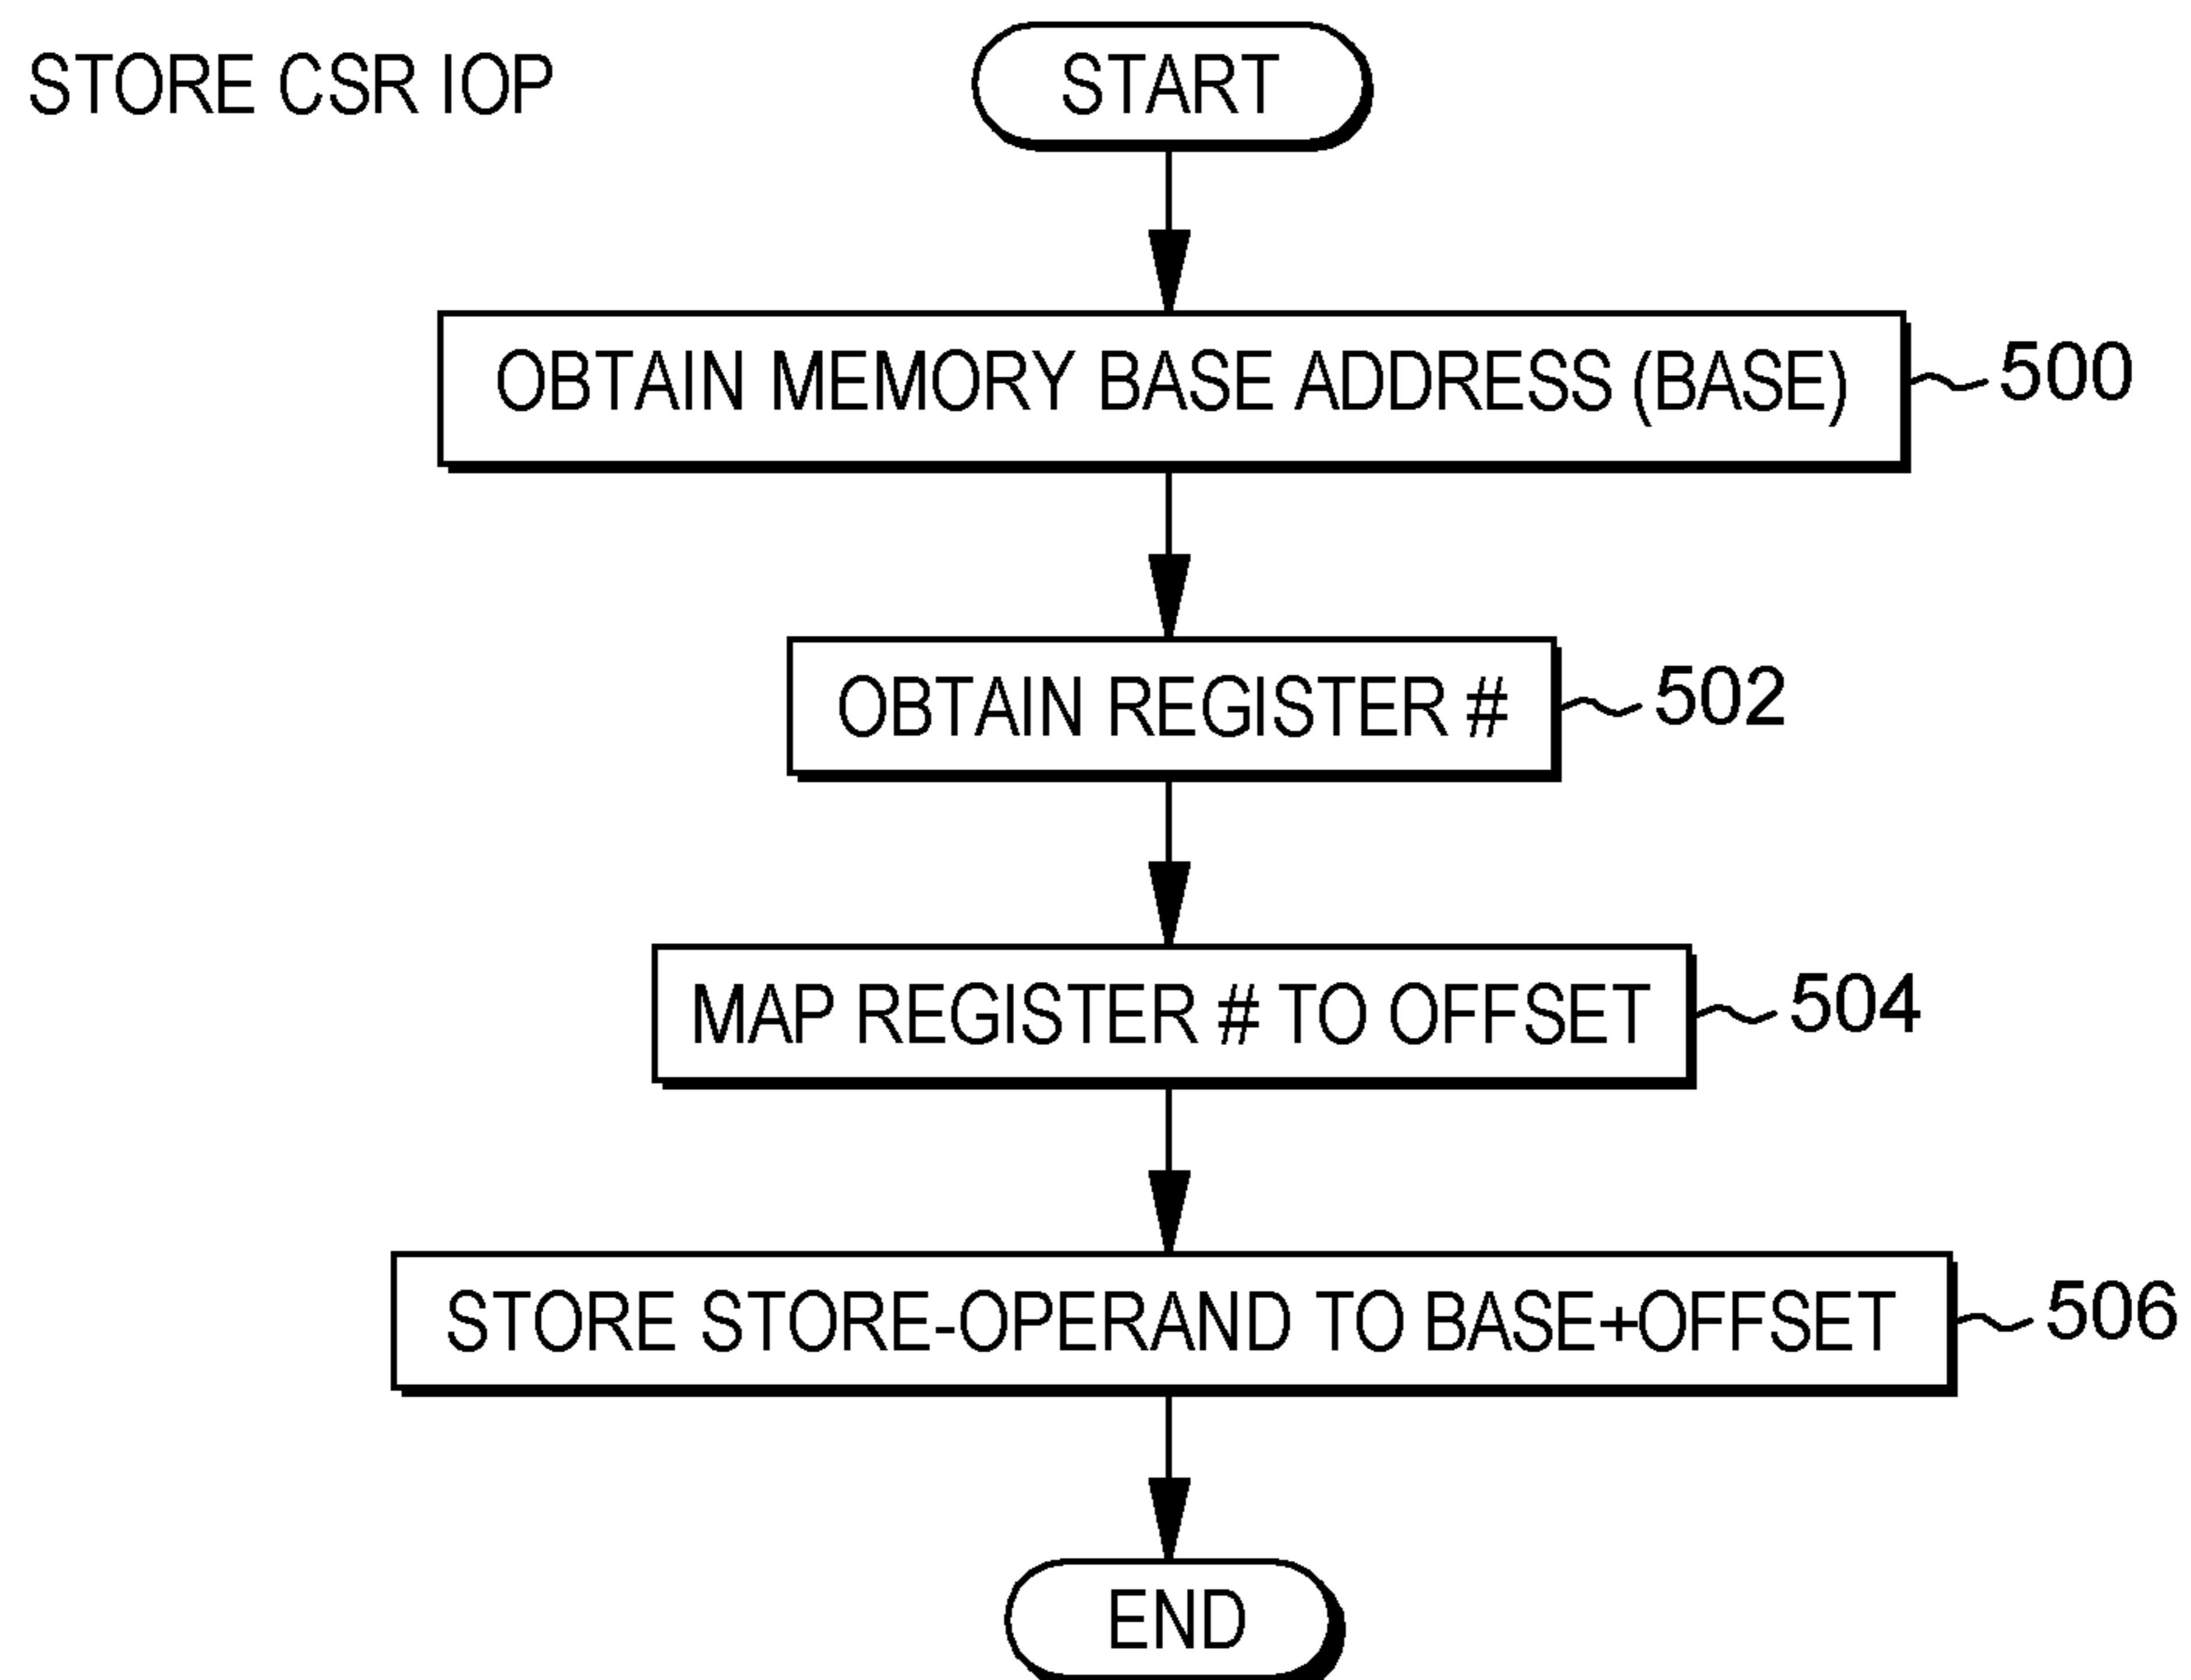 STORE CSR IOP
START
OBTAIN MEMORY BASE ADDRESS (BASE)
500
OBTAIN REGISTER #
502
MAP REGISTER # TO OFFSET
504
STORE STORE-OPERAND TO BASE+OFFSET
506
END